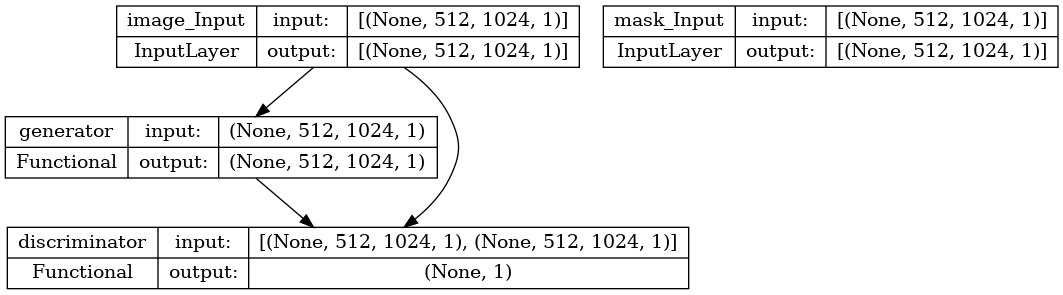 image_Input input: [(None, 512, 1024, 1)]
InputLayer output: [(None, 512, 1024, 1)]
mask_Input input: [(None, 512, 1024, 1)]
InputLayer output: [(None, 512, 1024, 1)]
generator input: (None, 512, 1024, 1)
Functional output: (None, 512, 1024, 1)
discriminator input: [(None, 512, 1024, 1), (None, 512, 1024, 1)]
Functional output: (None, 1)